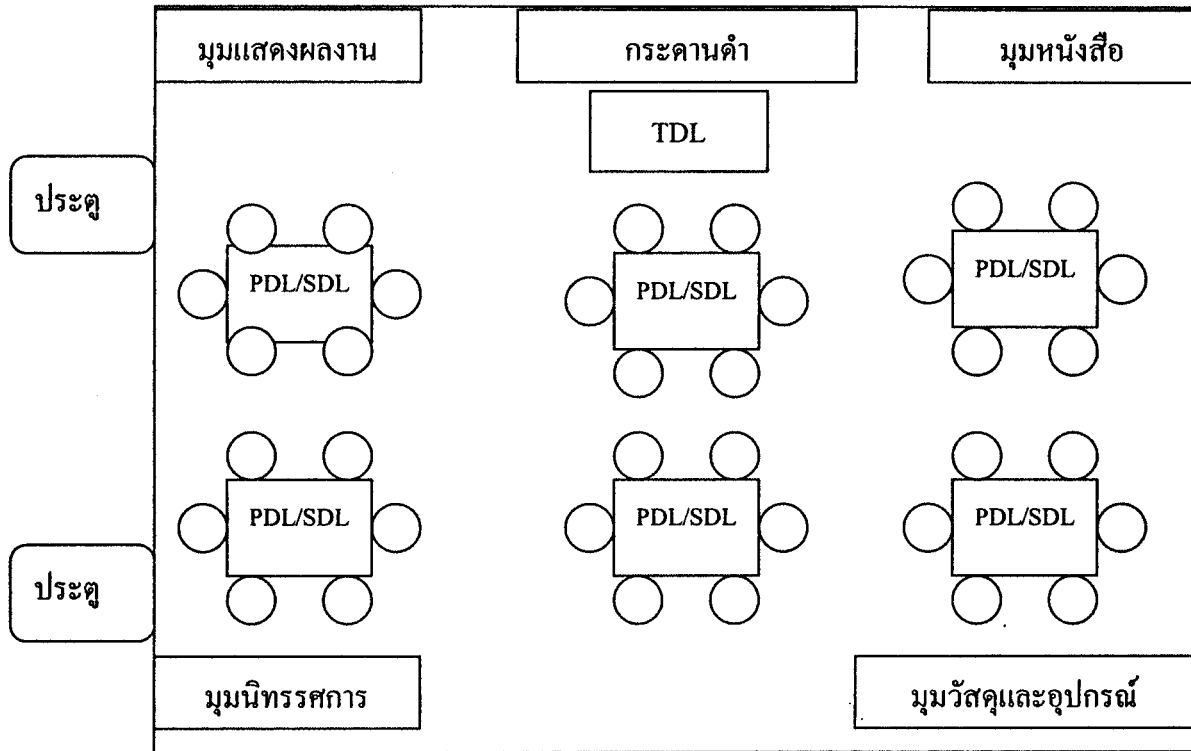 มุมแสดงผลงาน
กระดานดำ
มุมหนังสือ
TDL
ประตู
PDL/SDL
PDL/SDL
PDL/SDL
PDL/SDL
PDL/SDL
PDL/SDL
ประตู
มุมนิทรรศการ
มุมวัสดุและอุปกรณ์